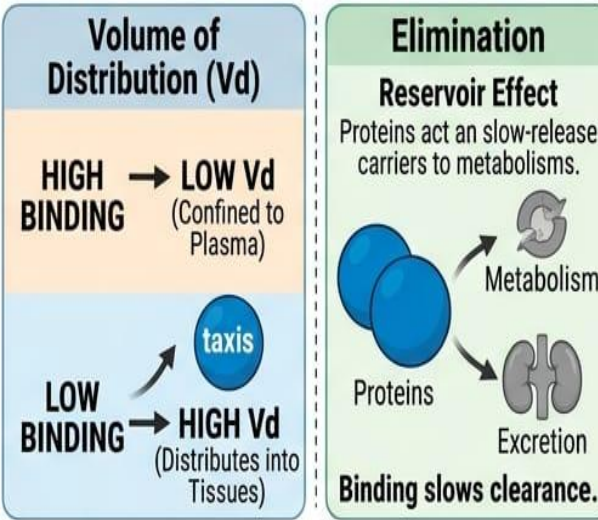 Volume of
Distribution (Vd)
HIGH
BINDING
LOW Vd
(Confined to
Plasma)
taxis
LOW
BINDING
HIGH Vd
(Distributes into
Tissues)
Elimination
Reservoir Effect
Proteins act an slow-release
carriers to metabolisms.
Metabolism
Proteins
Excretion
Binding slows clearance.